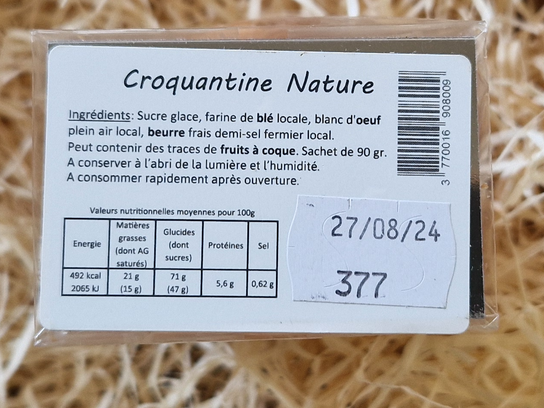 Croquantine Nature
Ingrédients: Sucre glace, farine de blé locale, blanc d'oeuf
plein air local, beurre frais demi-sel fermier local.
Peut contenir des traces de fruits à coque. Sachet de 90 gr.
A conserver à l'abri de la lumière et l'humidité.
A consommer rapidement après ouverture.
3 770016 908009
Valeurs nutritionnelles moyennes pour 100g
Energie Matières grasses (dont AG saturés) Glucides (dont sucres) Protéines Sel
492 kcal 21 g 71 g 5,6 g 0,62 g
2065 kJ (15 g) (47 g)
27/08/24
377